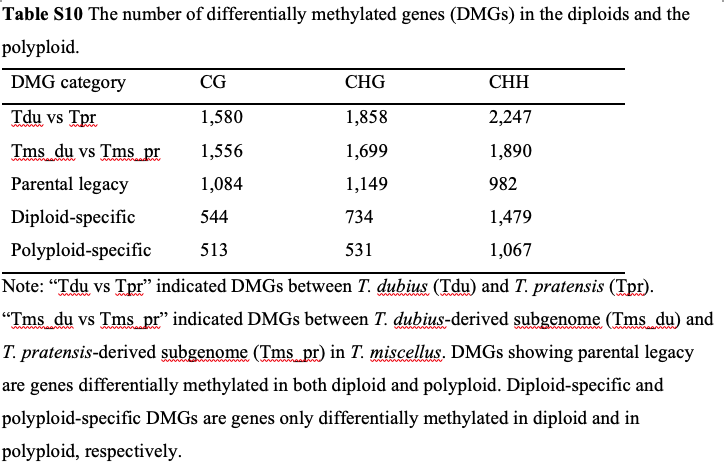 Table S10 The number of differentially methylated genes (DMGs) in the diploids and the
polyploid.
DMG category CG CHG CHH
Tdu vs Tpr 1,580 1,858 2,247
Tms_du vs Tms_pr 1,556 1,699 1,890
Parental legacy 1,084 1,149 982
Diploid-specific 544 734 1,479
Polyploid-specific 513 531 1,067
Note: “Tdu vs Tpr” indicated DMGs between T. dubius (Tdu) and T. pratensis (Tpr).
“Tms_du vs Tms_pr” indicated DMGs between T. dubius-derived subgenome (Tms_du) and
T. pratensis-derived subgenome (Tms_pr) in T. miscellus. DMGs showing parental legacy
are genes differentially methylated in both diploid and polyploid. Diploid-specific and
polyploid-specific DMGs are genes only differentially methylated in diploid and in
polyploid, respectively.